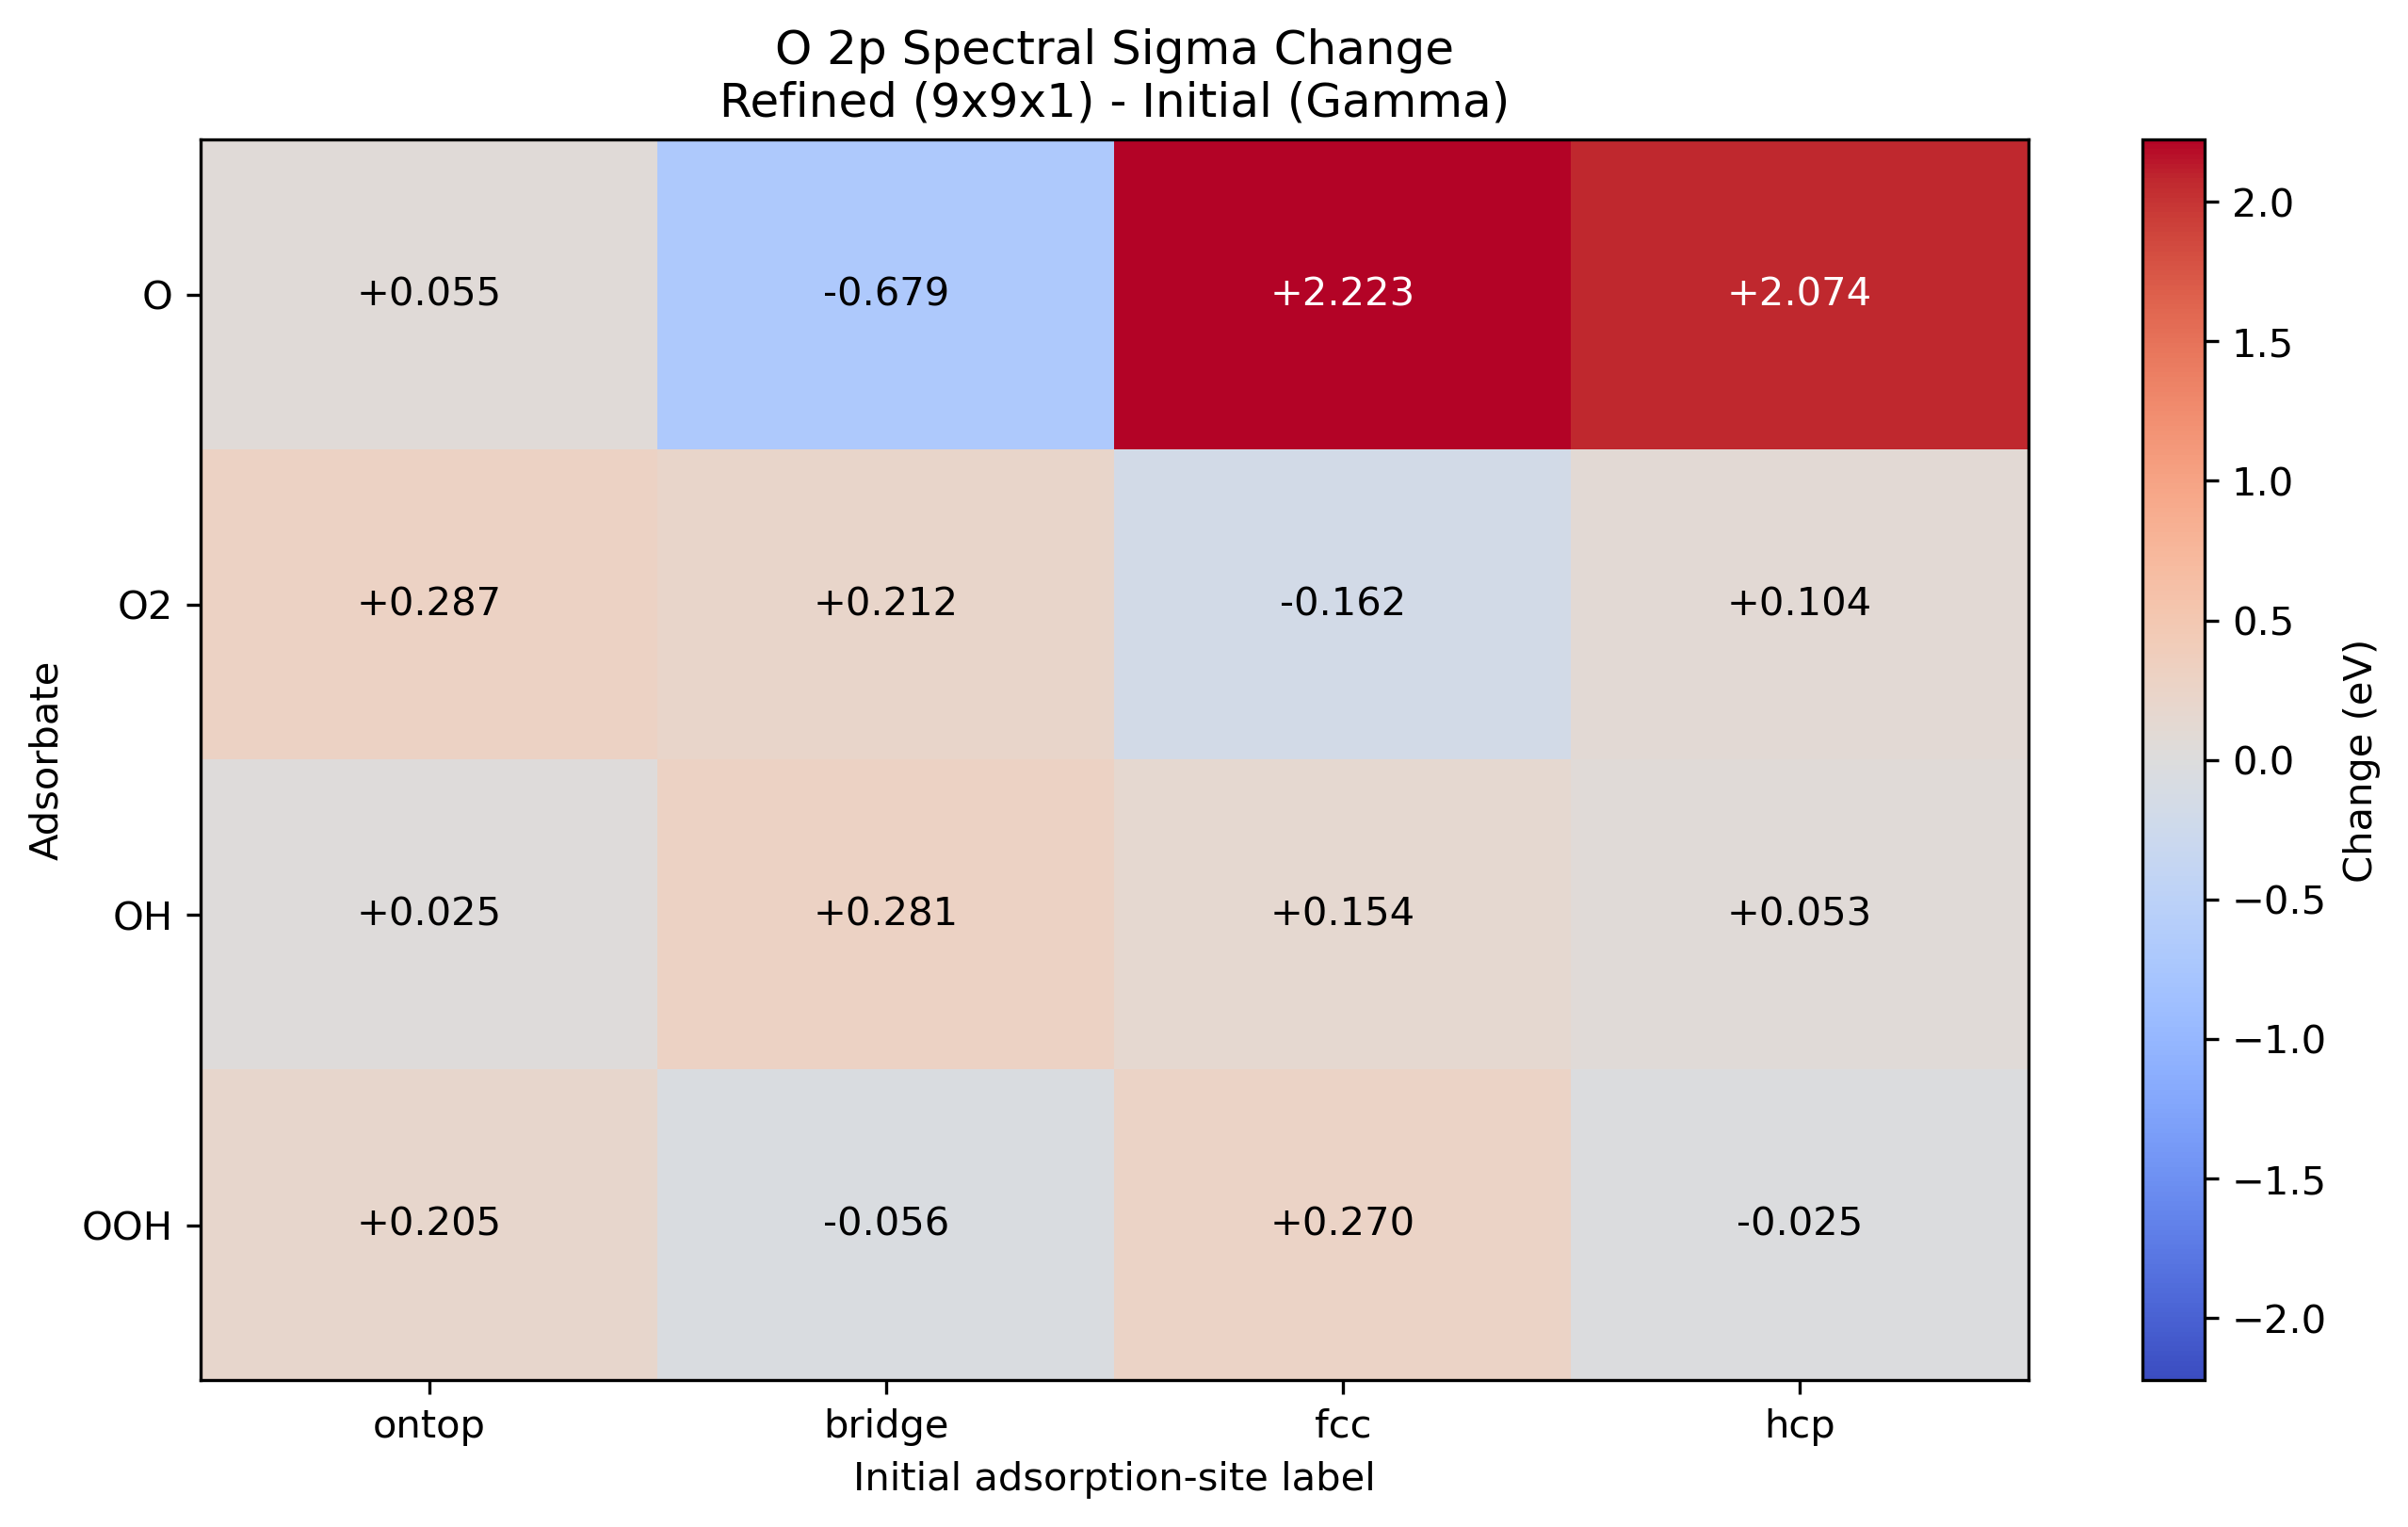 O 2p Spectral Sigma Change
Refined (9x9x1) - Initial (Gamma)
O +0.055 -0.679 +2.223 +2.074
O2 +0.287 +0.212 -0.162 +0.104
OH +0.025 +0.281 +0.154 +0.053
OOH +0.205 -0.056 +0.270 -0.025
Adsorbate
ontop bridge fcc hcp
Initial adsorption-site label
2.0
1.5
1.0
0.5
0.0
−0.5
−1.0
−1.5
−2.0
Change (eV)